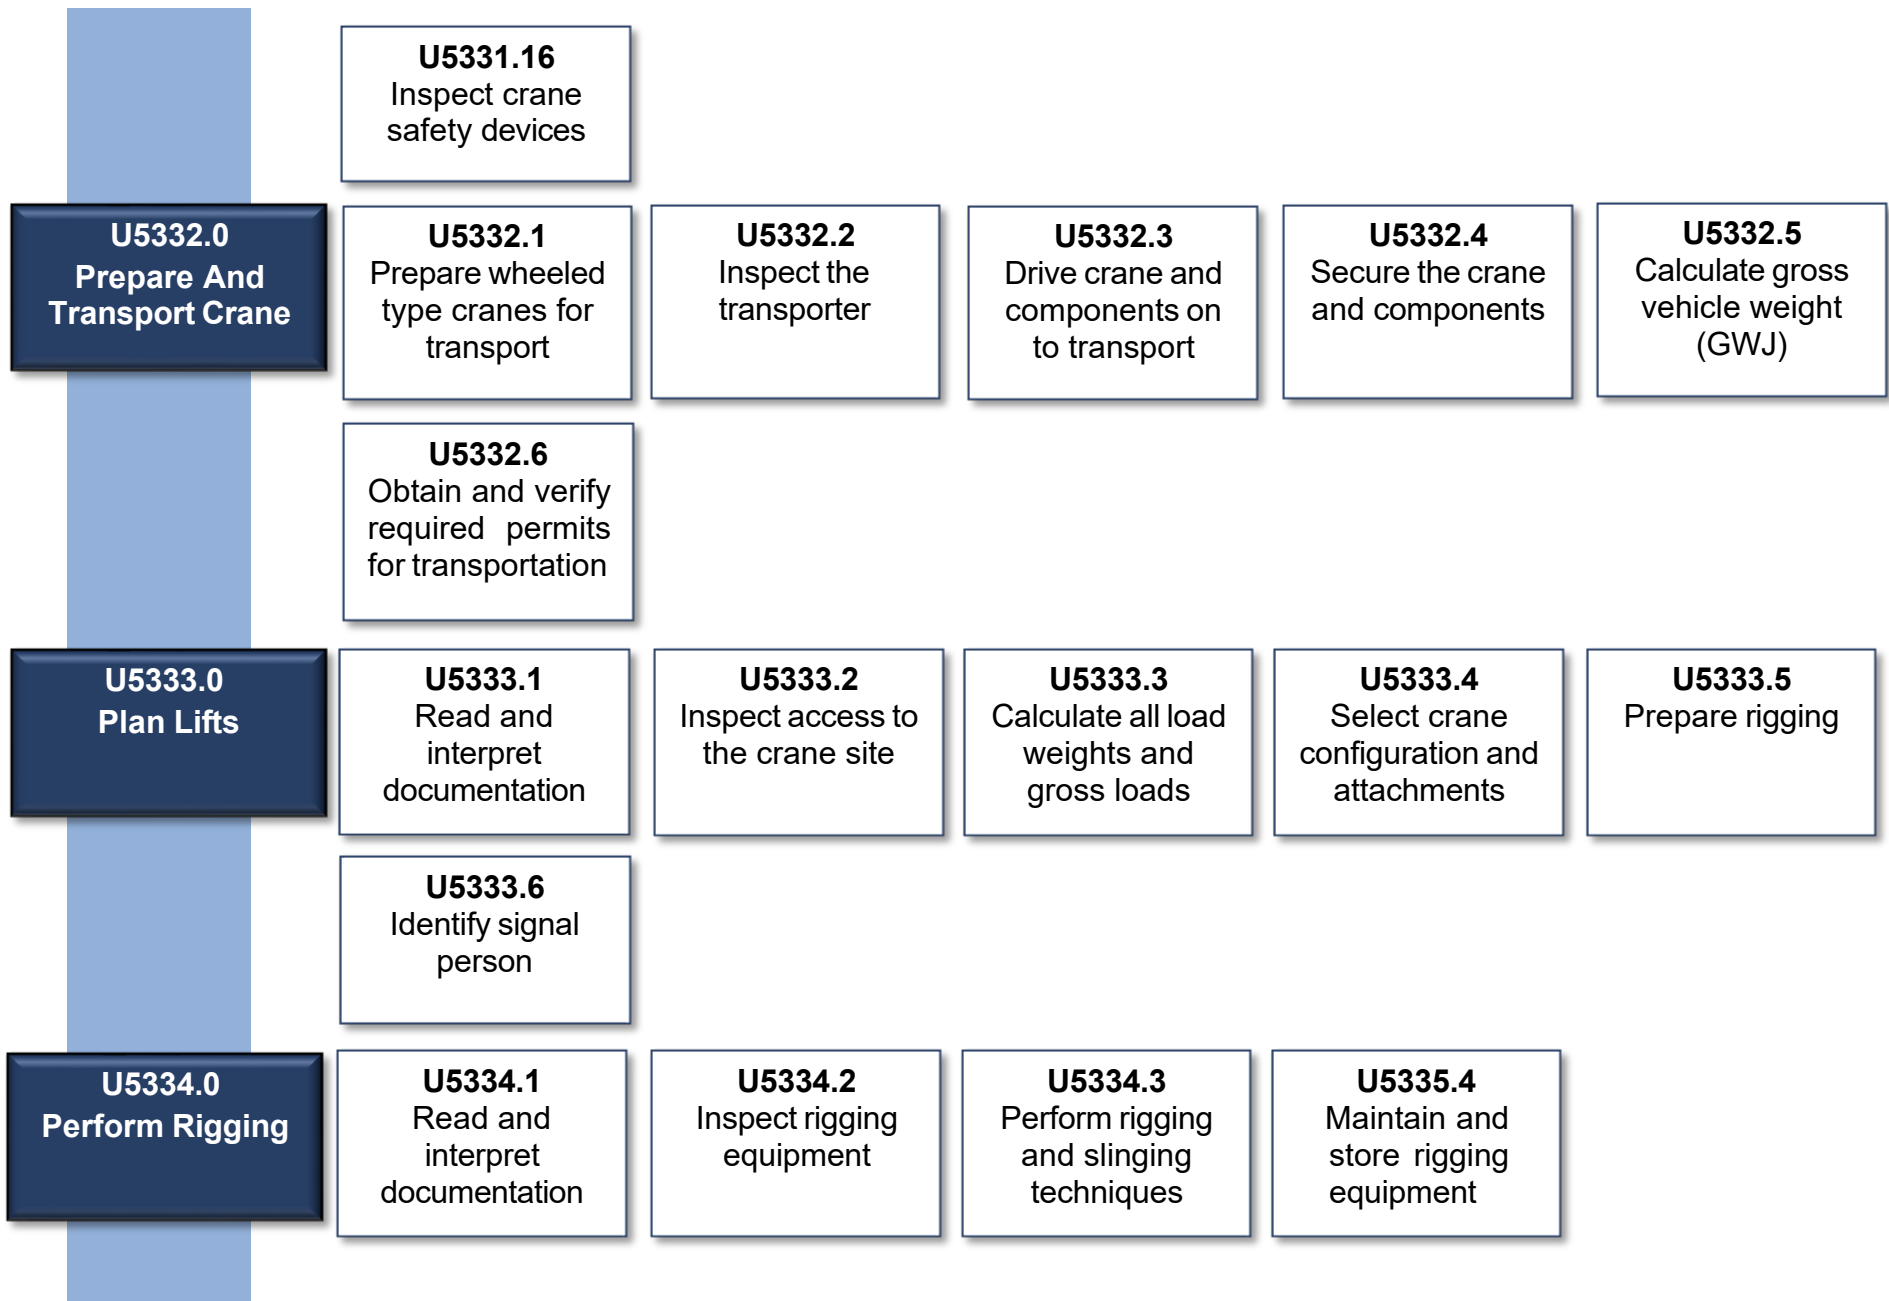 U5331.16
Inspect crane
safety devices
U5332.0
Prepare And
Transport Crane
U5332.1
Prepare wheeled
type cranes for
transport
U5332.2
Inspect the
transporter
U5332.3
Drive crane and
components on
to transport
U5332.4
Secure the crane
and components
U5332.5
Calculate gross
vehicle weight
(GWJ)
U5332.6
Obtain and verify
required permits
for transportation
U5333.0
Plan Lifts
U5333.1
Read and
interpret
documentation
U5333.2
Inspect access to
the crane site
U5333.3
Calculate all load
weights and
gross loads
U5333.4
Select crane
configuration and
attachments
U5333.5
Prepare rigging
U5333.6
Identify signal
person
U5334.0
Perform Rigging
U5334.1
Read and
interpret
documentation
U5334.2
Inspect rigging
equipment
U5334.3
Perform rigging
and slinging
techniques
U5335.4
Maintain and
store rigging
equipment